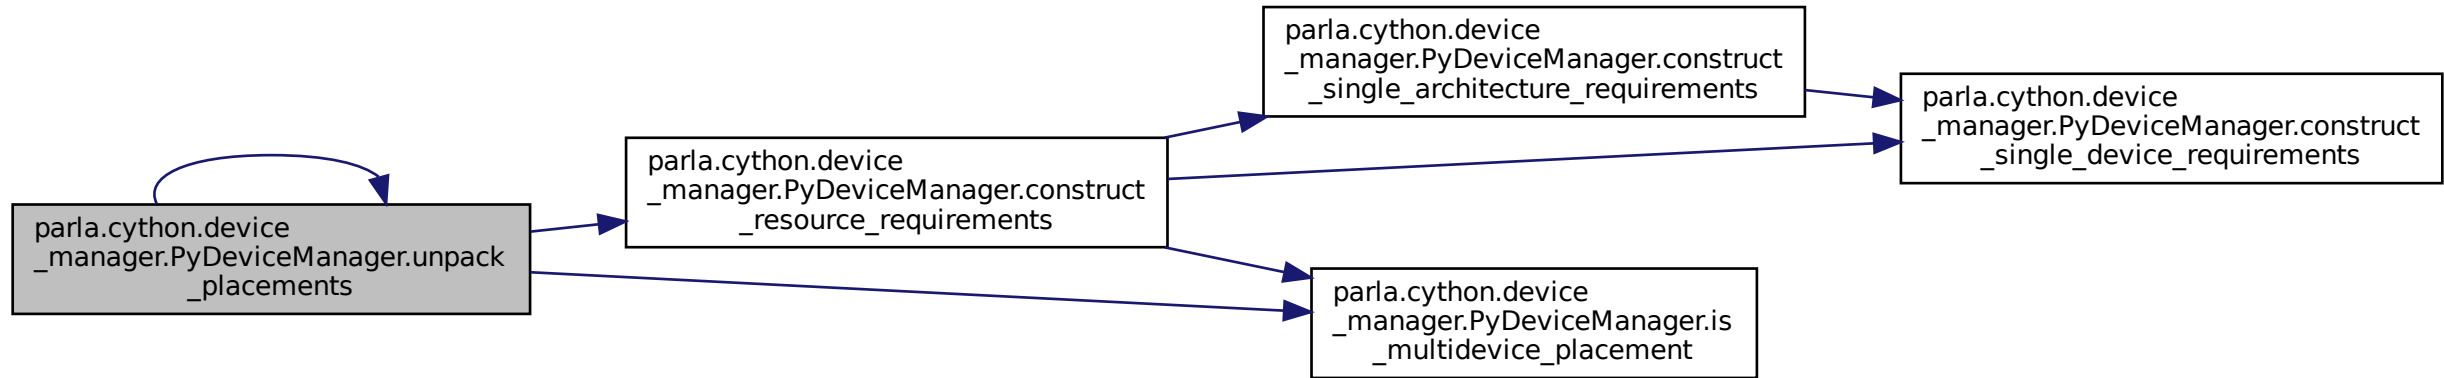 parla.cython.device
_manager.PyDeviceManager.unpack
_placements
parla.cython.device
_manager.PyDeviceManager.construct
_resource_requirements
parla.cython.device
_manager.PyDeviceManager.construct
_single_architecture_requirements
parla.cython.device
_manager.PyDeviceManager.construct
_single_device_requirements
parla.cython.device
_manager.PyDeviceManager.is
_multidevice_placement